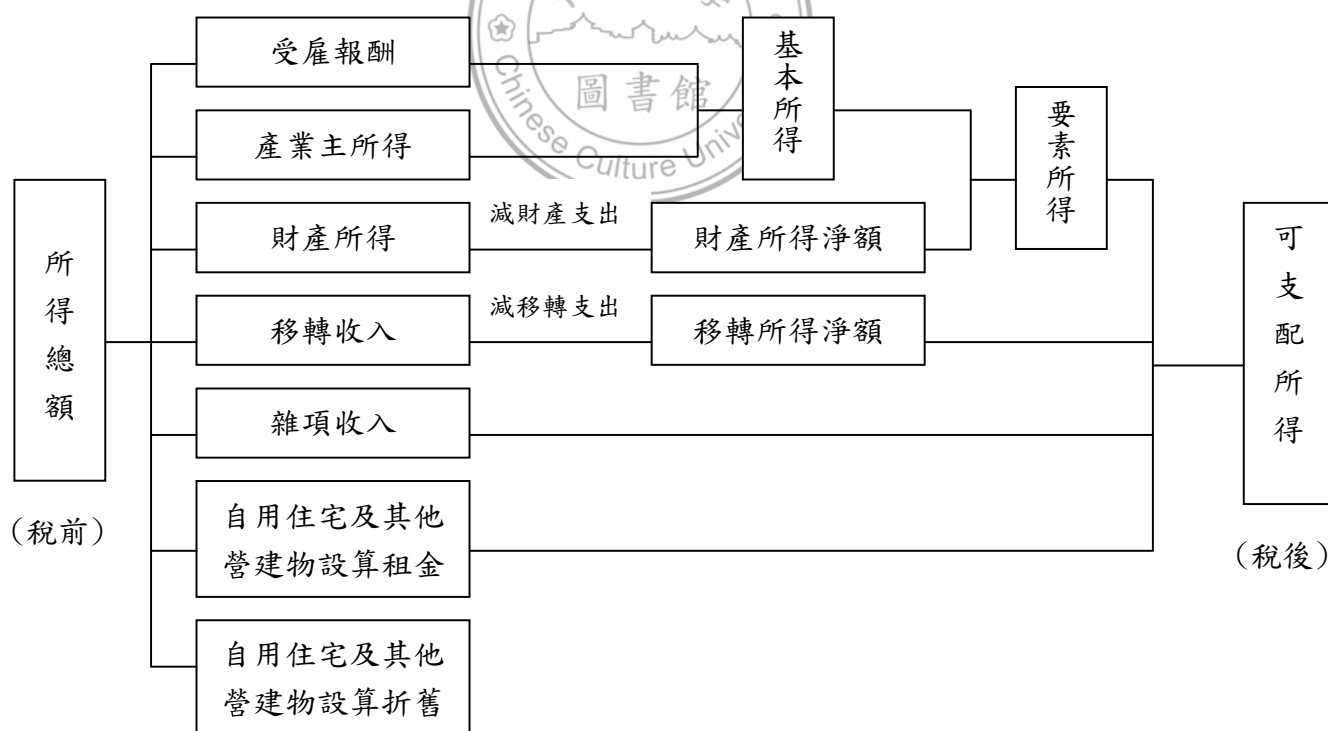 受雇報酬
產業主所得
財產所得
移轉收入
雜項收入
自用住宅及其他
營建物設算租金
自用住宅及其他
營建物設算折舊
所得總額
（稅前）
減財產支出
減移轉支出
財產所得淨額
移轉所得淨額
基本所得
要素所得
可支配所得
（稅後）
圖書館
Chinese Culture